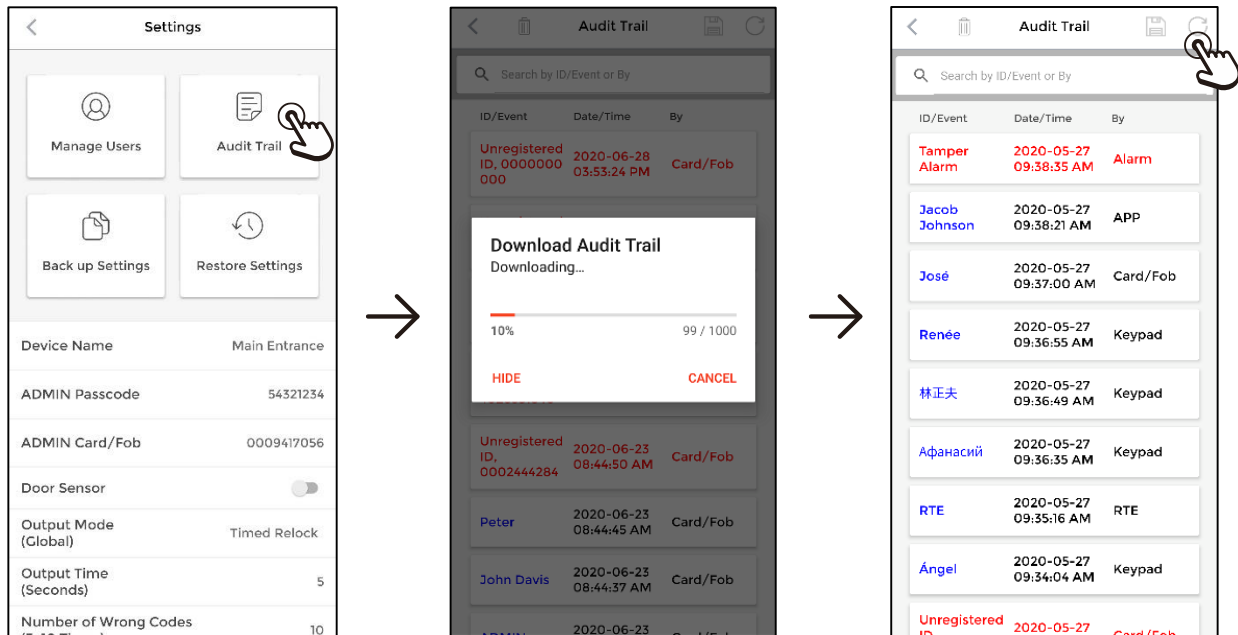 Settings
Manage Users
Audit Trail
Back up Settings
Restore Settings
Device Name Main Entrance
ADMIN Passcode 54321234
ADMIN Card/Fob 0009417056
Door Sensor
Output Mode
(Global) Timed Relock
Output Time
(Seconds) 5
Number of Wrong Codes
10
Audit Trail
Search by ID/Event or By
ID/Event Date/Time By
Unregistered
ID, 0000000
000
2020-06-28
03:53:24 PM
Card/Fob
Download Audit Trail
Downloading...
10% 99 / 1000
HIDE CANCEL
Unregistered
ID,
0002444284
2020-06-23
08:44:50 AM
Card/Fob
Peter
2020-06-23
08:44:45 AM
Card/Fob
John Davis
2020-06-23
08:44:37 AM
Card/Fob
2020-06-23
Audit Trail
Search by ID/Event or By
ID/Event Date/Time By
Tamper
Alarm
2020-05-27
09:38:35 AM
Alarm
Jacob
Johnson
2020-05-27
09:38:21 AM
APP
José
2020-05-27
09:37:00 AM
Card/Fob
Renée
2020-05-27
09:36:55 AM
Keypad
林正夫
2020-05-27
09:36:49 AM
Keypad
Афанасий
2020-05-27
09:36:35 AM
Keypad
RTE
2020-05-27
09:35:16 AM
RTE
Ángel
2020-05-27
09:34:04 AM
Keypad
Unregistered
2020-05-27
Card/Fob